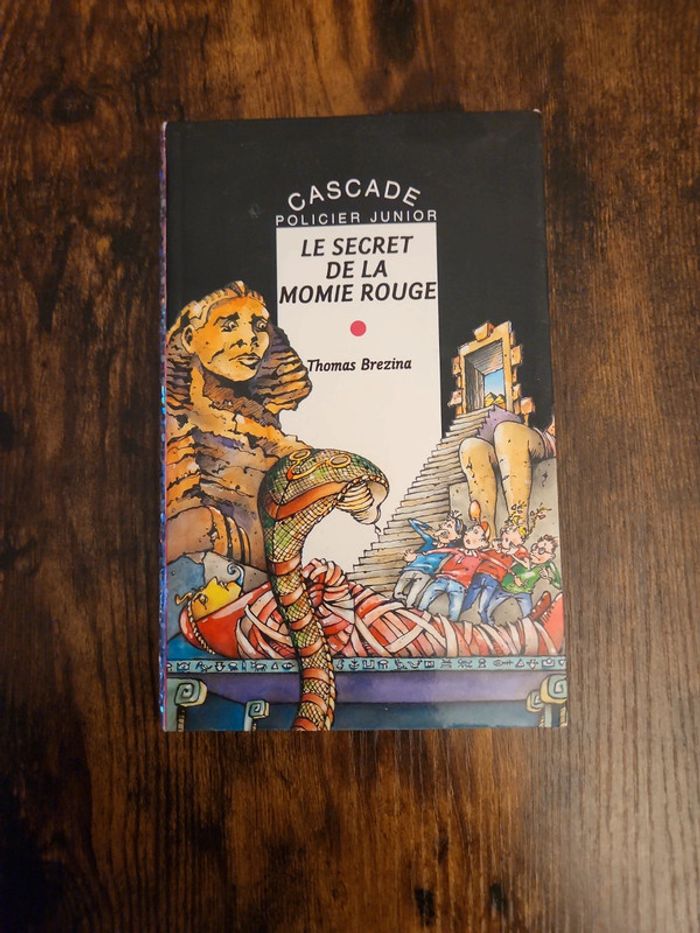 CASCADE
POLICIER JUNIOR
LE SECRET
DE LA
MOMIE ROUGE
Thomas Brezina